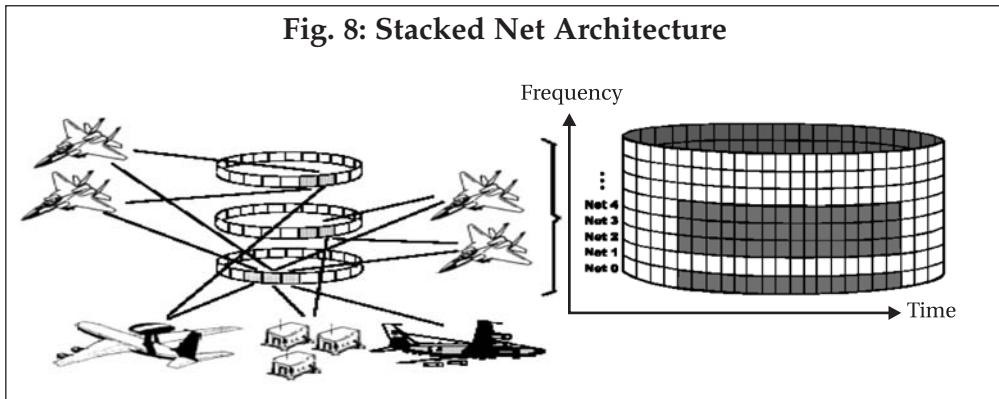 Fig. 8: Stacked Net Architecture
Frequency
Net 4
Net 3
Net 2
Net 1
Net 0
Time